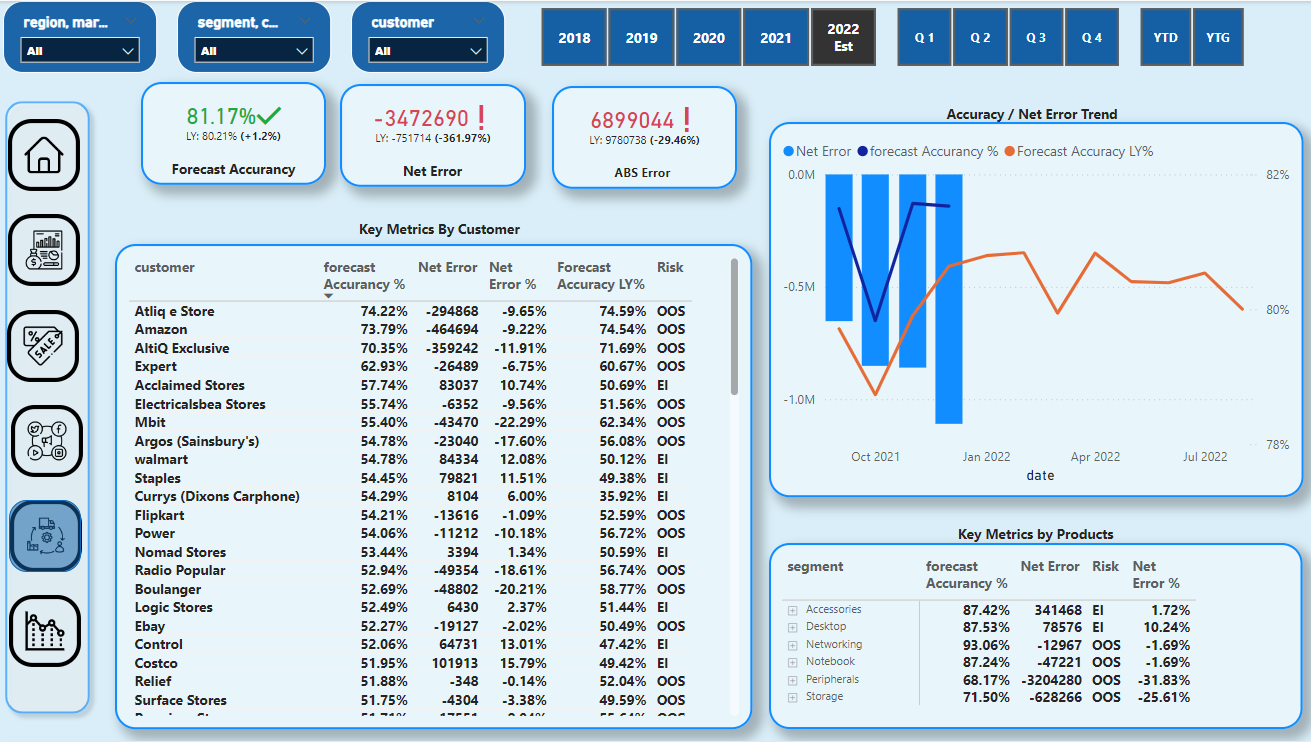 region, mar...
All
segment, c...
All
customer
All
2018
2019
2020
2021
2022
Est
Q 1
Q 2
Q 3
Q 4
YTD
YTG
81.17%
LY: 80.21% (+1.2%)
Forecast Accurancy
-3472690 !
LY: -751714 (-361.97%)
Net Error
6899044 !
LY: 9780738 (-29.46%)
ABS Error
SALE
Key Metrics By Customer
customer forecast Accurancy % Net Error Net Error % Forecast Accuracy LY% Risk
Atliq e Store 74.22% -294868 -9.65% 74.59% OOS
Amazon 73.79% -464694 -9.22% 74.54% OOS
AltiQ Exclusive 70.35% -359242 -11.91% 71.69% OOS
Expert 62.93% -26489 -6.75% 60.67% OOS
Acclaimed Stores 57.74% 83037 10.74% 50.69% EI
Electricalsbea Stores 55.74% -6352 -9.56% 51.56% OOS
Mbit 55.40% -43470 -22.29% 62.34% OOS
Argos (Sainsbury's) 54.78% -23040 -17.60% 56.08% OOS
walmart 54.78% 84334 12.08% 50.12% EI
Staples 54.45% 79821 11.51% 49.38% EI
Currys (Dixons Carphone) 54.29% 8104 6.00% 35.92% EI
Flipkart 54.21% -13616 -1.09% 52.59% OOS
Power 54.06% -11212 -10.18% 56.72% OOS
Nomad Stores 53.44% 3394 1.34% 50.59% EI
Radio Popular 52.94% -49354 -18.61% 56.74% OOS
Boulanger 52.69% -48802 -20.21% 58.77% OOS
Logic Stores 52.49% 6430 2.37% 51.44% EI
Ebay 52.27% -19127 -2.02% 50.49% OOS
Control 52.06% 64731 13.01% 47.42% EI
Costco 51.95% 101913 15.79% 49.42% EI
Relief 51.88% -348 -0.14% 52.04% OOS
Surface Stores 51.75% -4304 -3.38% 49.59% OOS
Accuracy / Net Error Trend
Net Error forecast Accurancy % Forecast Accuracy LY%
0.0M
-0.5M
-1.0M
82%
80%
78%
Oct 2021 Jan 2022 Apr 2022 Jul 2022
date
Key Metrics by Products
segment forecast Accurancy % Net Error Risk Net Error %
Accessories 87.42% 341468 EI 1.72%
Desktop 87.53% 78576 EI 10.24%
Networking 93.06% -12967 OOS -1.69%
Notebook 87.24% -47221 OOS -1.69%
Peripherals 68.17% -3204280 OOS -31.83%
Storage 71.50% -628266 OOS -25.61%